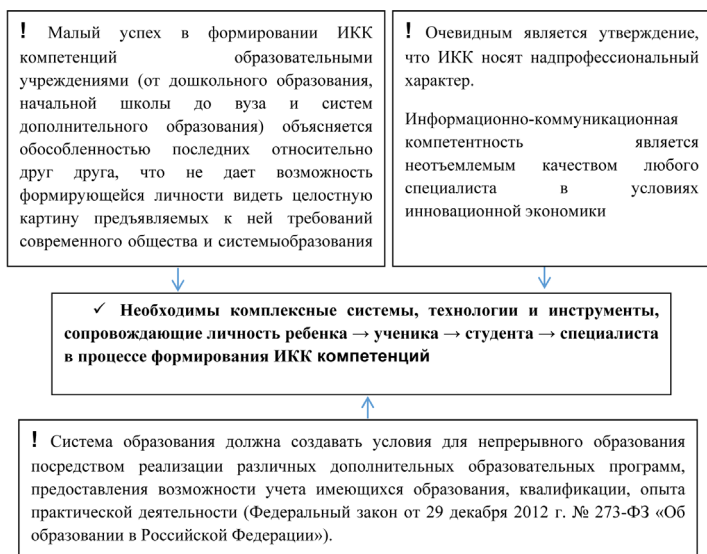 ! Малый успех в формировании ИКК
компетенций образовательными
учреждениями (от дошкольного образования,
начальной школы до вуза и систем
дополнительного образования) объясняется
обособленностью последних относительно
друг друга, что не дает возможность
формирующейся личности видеть целостную
картину предъявляемых к ней требований
современного общества и системыобразования
! Очевидным является утверждение,
что ИКК носят надпрофессиональный
характер.
Информационно-коммуникационная
компетентность является
неотъемлемым качеством любого
специалиста в условиях
инновационной экономики
✓ Необходимы комплексные системы, технологии и инструменты,
сопровождающие личность ребенка → ученика → студента → специалиста
в процессе формирования ИКК компетенций
! Система образования должна создавать условия для непрерывного образования
посредством реализации различных дополнительных образовательных программ,
предоставления возможности учета имеющихся образования, квалификации, опыта
практической деятельности (Федеральный закон от 29 декабря 2012 г. № 273-ФЗ «Об
образовании в Российской Федерации»).